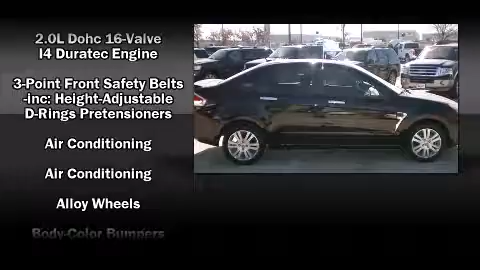 2.0L Dohc 16-Valve
I4 Duratec Engine
3-Point Front Safety Belts
-inc: Height-Adjustable
D-Rings Pretensioners
Air Conditioning
Air Conditioning
Alloy Wheels
Body-Color Bumpers